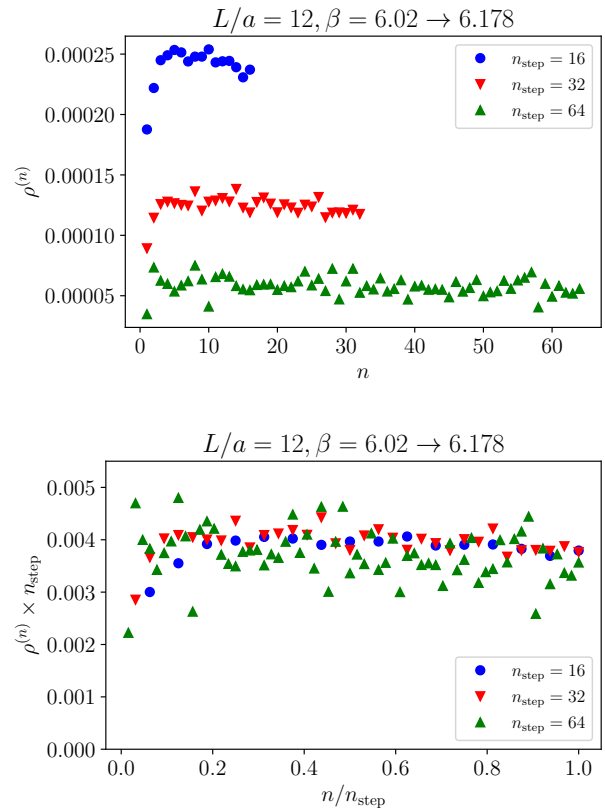 L/a = 12, β = 6.02 → 6.178
0.00025
0.00020
0.00015
0.00010
0.00005
ρ^(n)
n_step = 16
n_step = 32
n_step = 64
0 10 20 30 40 50 60
n
L/a = 12, β = 6.02 → 6.178
0.005
0.004
0.003
0.002
0.001
0.000
ρ^(n) × n_step
n_step = 16
n_step = 32
n_step = 64
0.0 0.2 0.4 0.6 0.8 1.0
n/n_step